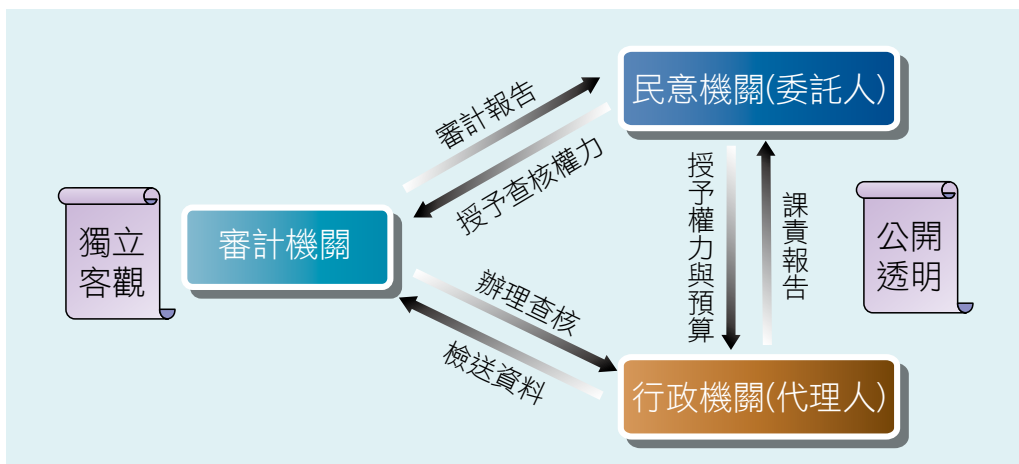 民意機關(委託人)
審計報告
授予查核權力
授予權力與預算
課責報告
獨立
客觀
審計機關
公開
透明
辦理查核
檢送資料
行政機關(代理人)